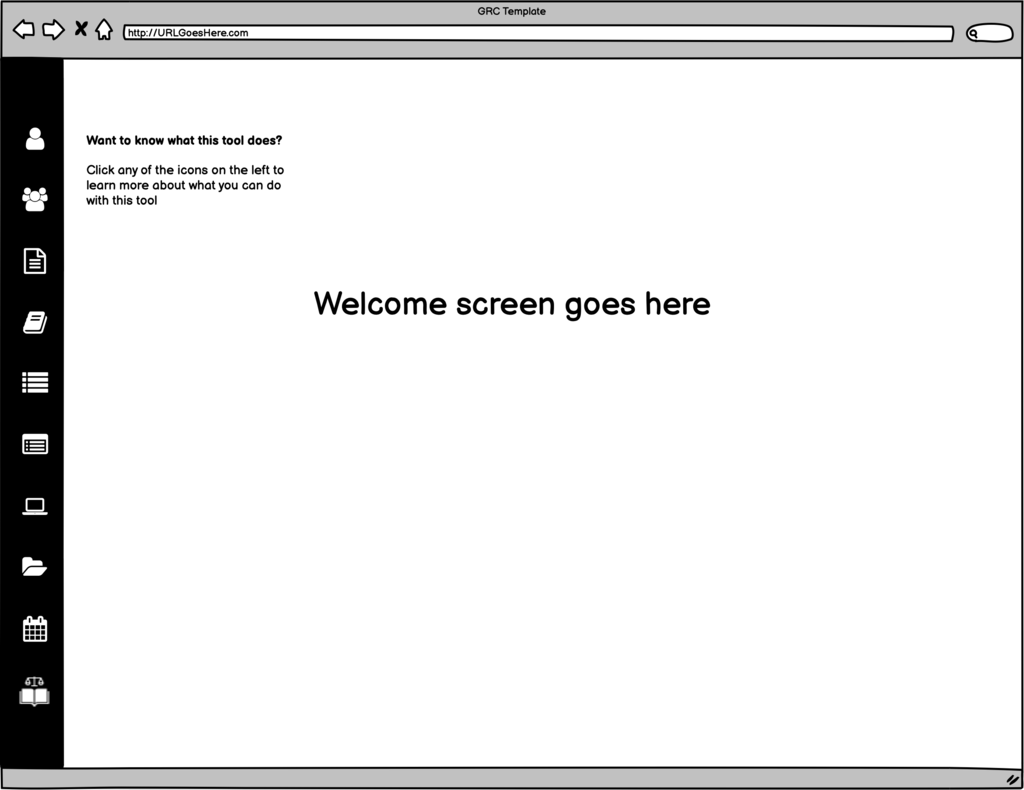 GRC Template
http://URLGoesHere.com
Want to know what this tool does?
Click any of the icons on the left to
learn more about what you can do
with this tool
Welcome screen goes here